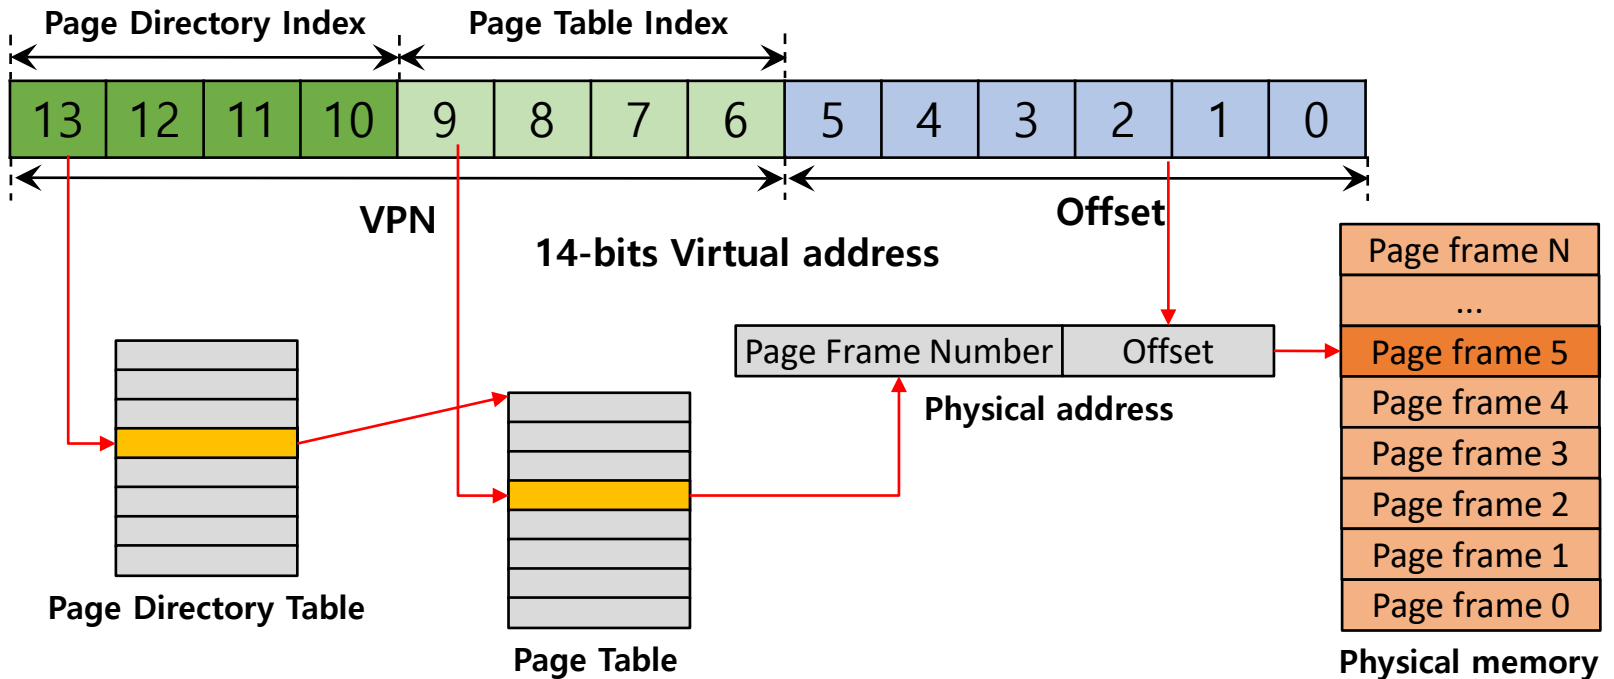 Page Directory Index
Page Table Index
13 12 11 10 9 8 7 6 5 4 3 2 1 0
VPN
Offset
14-bits Virtual address
Page frame N
...
Page Frame Number
Offset
Page frame 5
Physical address
Page frame 4
Page frame 3
Page frame 2
Page frame 1
Page frame 0
Page Directory Table
Page Table
Physical memory